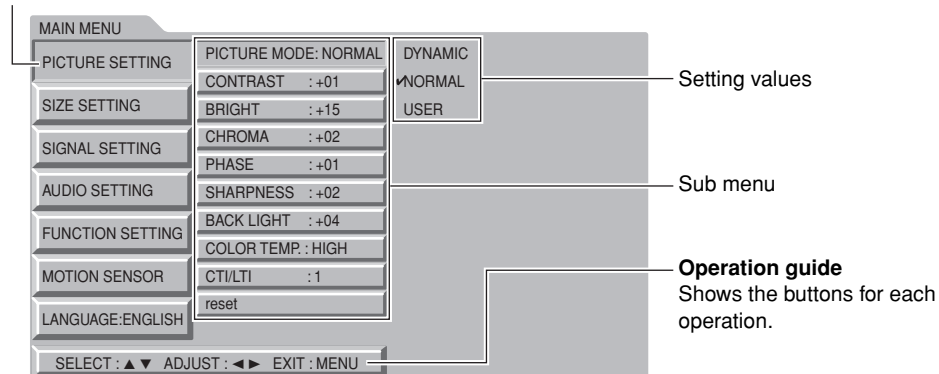 MAIN MENU
PICTURE SETTING
SIZE SETTING
SIGNAL SETTING
AUDIO SETTING
FUNCTION SETTING
MOTION SENSOR
LANGUAGE:ENGLISH
PICTURE MODE: NORMAL
CONTRAST : +01
BRIGHT : +15
CHROMA : +02
PHASE : +01
SHARPNESS : +02
BACK LIGHT : +04
COLOR TEMP. : HIGH
CTI/LTI : 1
reset
DYNAMIC
✔NORMAL
USER
SELECT : ▲ ▼ ADJUST : ◄ ► EXIT : MENU
Setting values
Sub menu
Operation guide
Shows the buttons for each
operation.